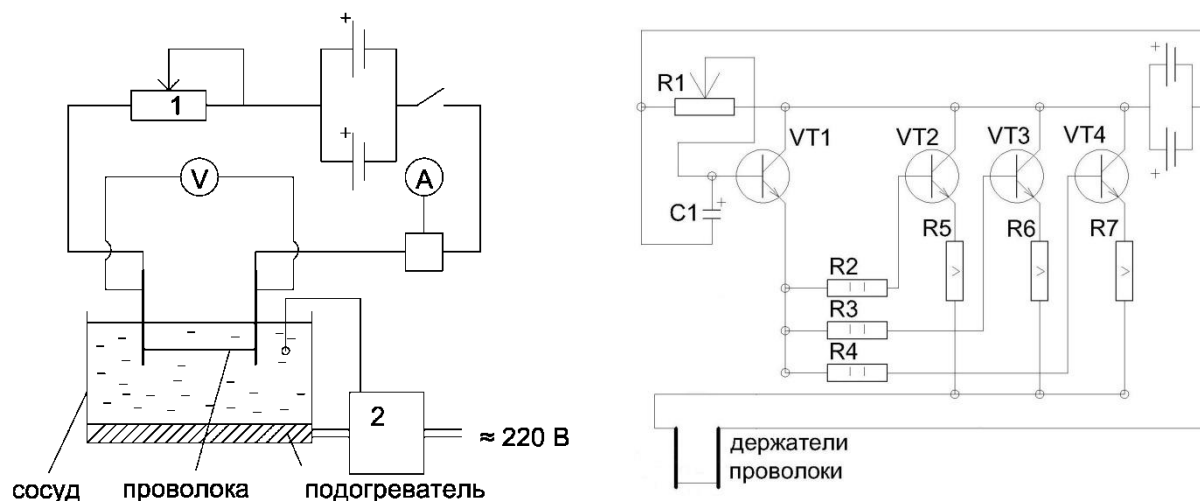 1
V
A
2
≈ 220 В
сосуд проволока подогреватель
R1
VT1
VT2
VT3
VT4
C1
R5
R6
R7
R2
R3
R4
держатели
проволоки